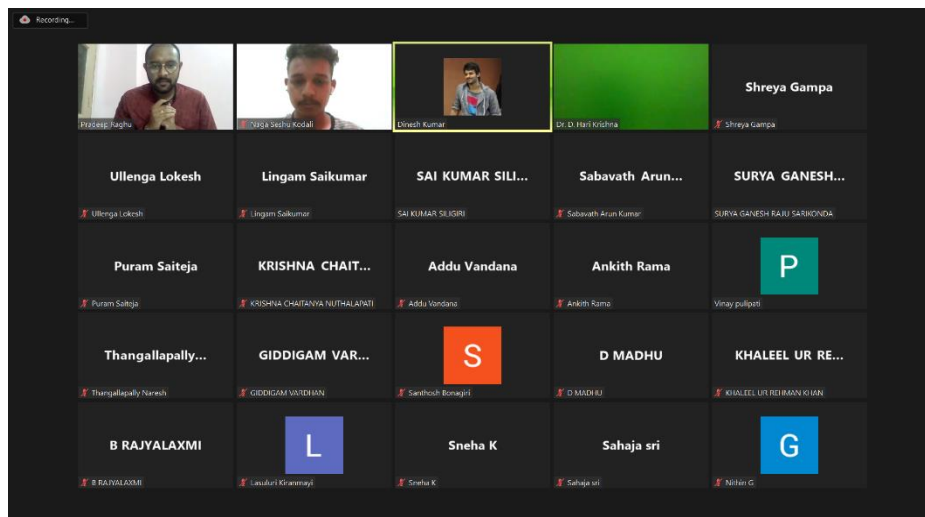 Recording...
Pradeep Raghu
Naga Seshu Kodali
Dinesh Kumar
Dr. D. Hari Krishna
Shreya Gampa
Shreya Gampa
Ullenga Lokesh
Ullenga Lokesh
Lingam Saikumar
Lingam Saikumar
SAI KUMAR SILI...
SAI KUMAR SILIGIRI
Sabavath Arun...
Sabavath Arun Kumar
SURYA GANESH...
SURYA GANESH RAJU SARIKONDA
Puram Saiteja
Puram Saiteja
KRISHNA CHAIT...
KRISHNA CHAITANYA NUTHALAPATI
Addu Vandana
Addu Vandana
Ankith Rama
Ankith Rama
P
Vinay pulipati
Thangallapally...
Thangallapally Naresh
GIDDIGAM VAR...
GIDDIGAM VARDHAN
S
Santhosh Bonagiri
D MADHU
D MADHU
KHALEEL UR RE...
KHALEEL UR REHMAN KHAN
B RAJYALAXMI
B RAJYALAXMI
L
Lasuluri Kiranmayi
Sneha K
Sneha K
Sahaja sri
Sahaja sri
G
Nithin G